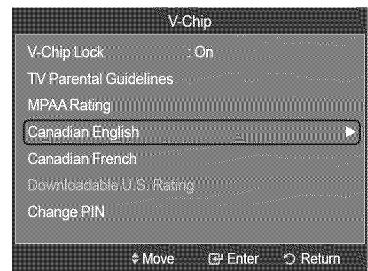 V-Chip
V-Chip Lock : On
TV Parental Guidelines
MPAA Rating
Canadian English
Canadian French
Downloadable U.S. Rating
Change PIN
Move Enter Return